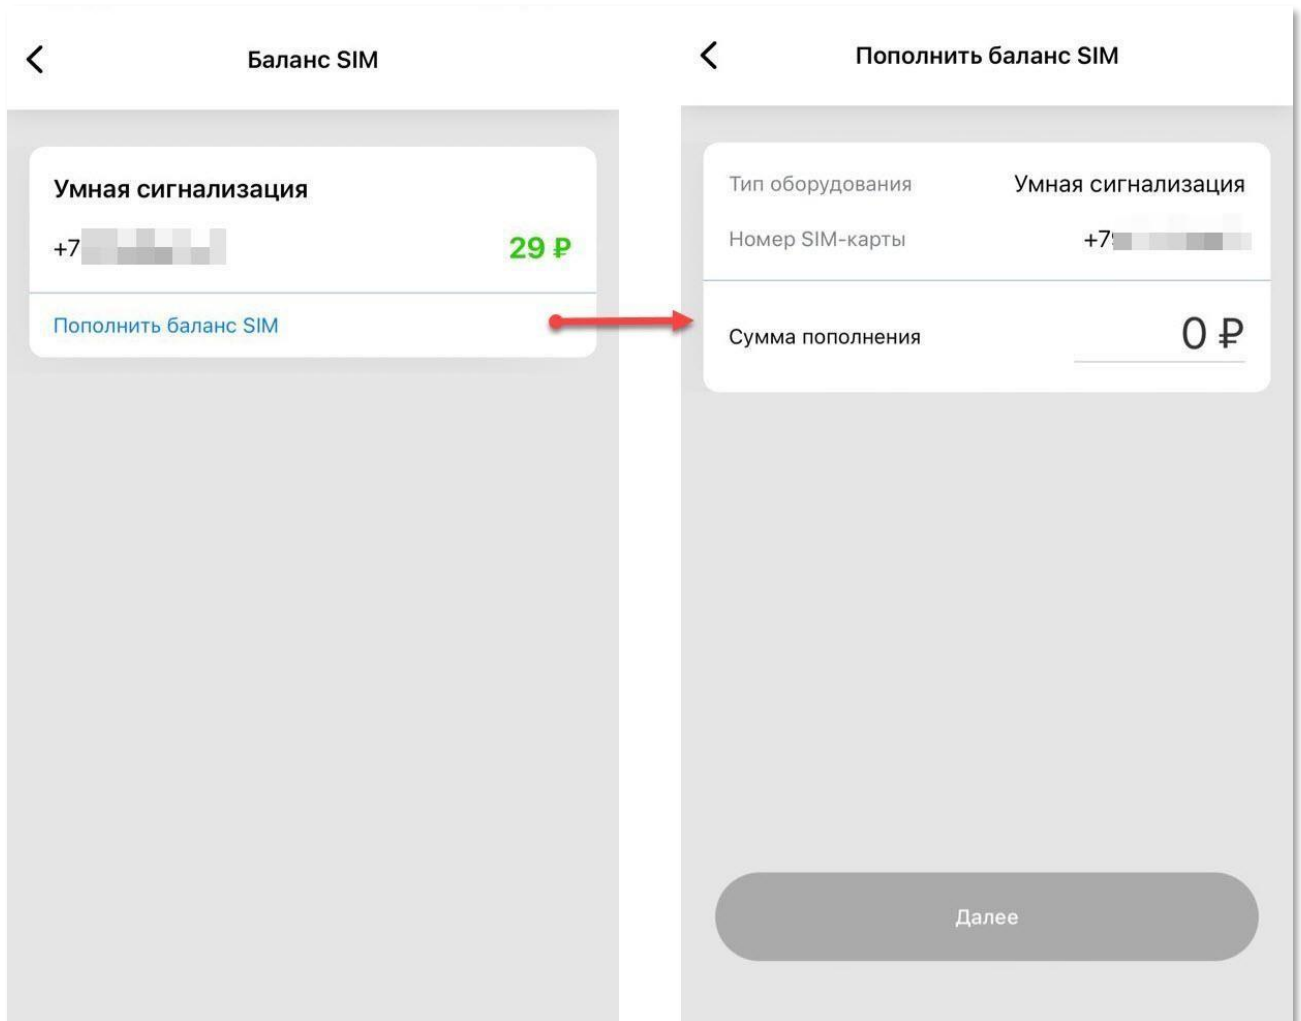 Баланс SIM
Умная сигнализация
+7
29 ₽
Пополнить баланс SIM
Пополнить баланс SIM
Тип оборудования Умная сигнализация
Номер SIM-карты +79
Сумма пополнения 0 ₽
Далее